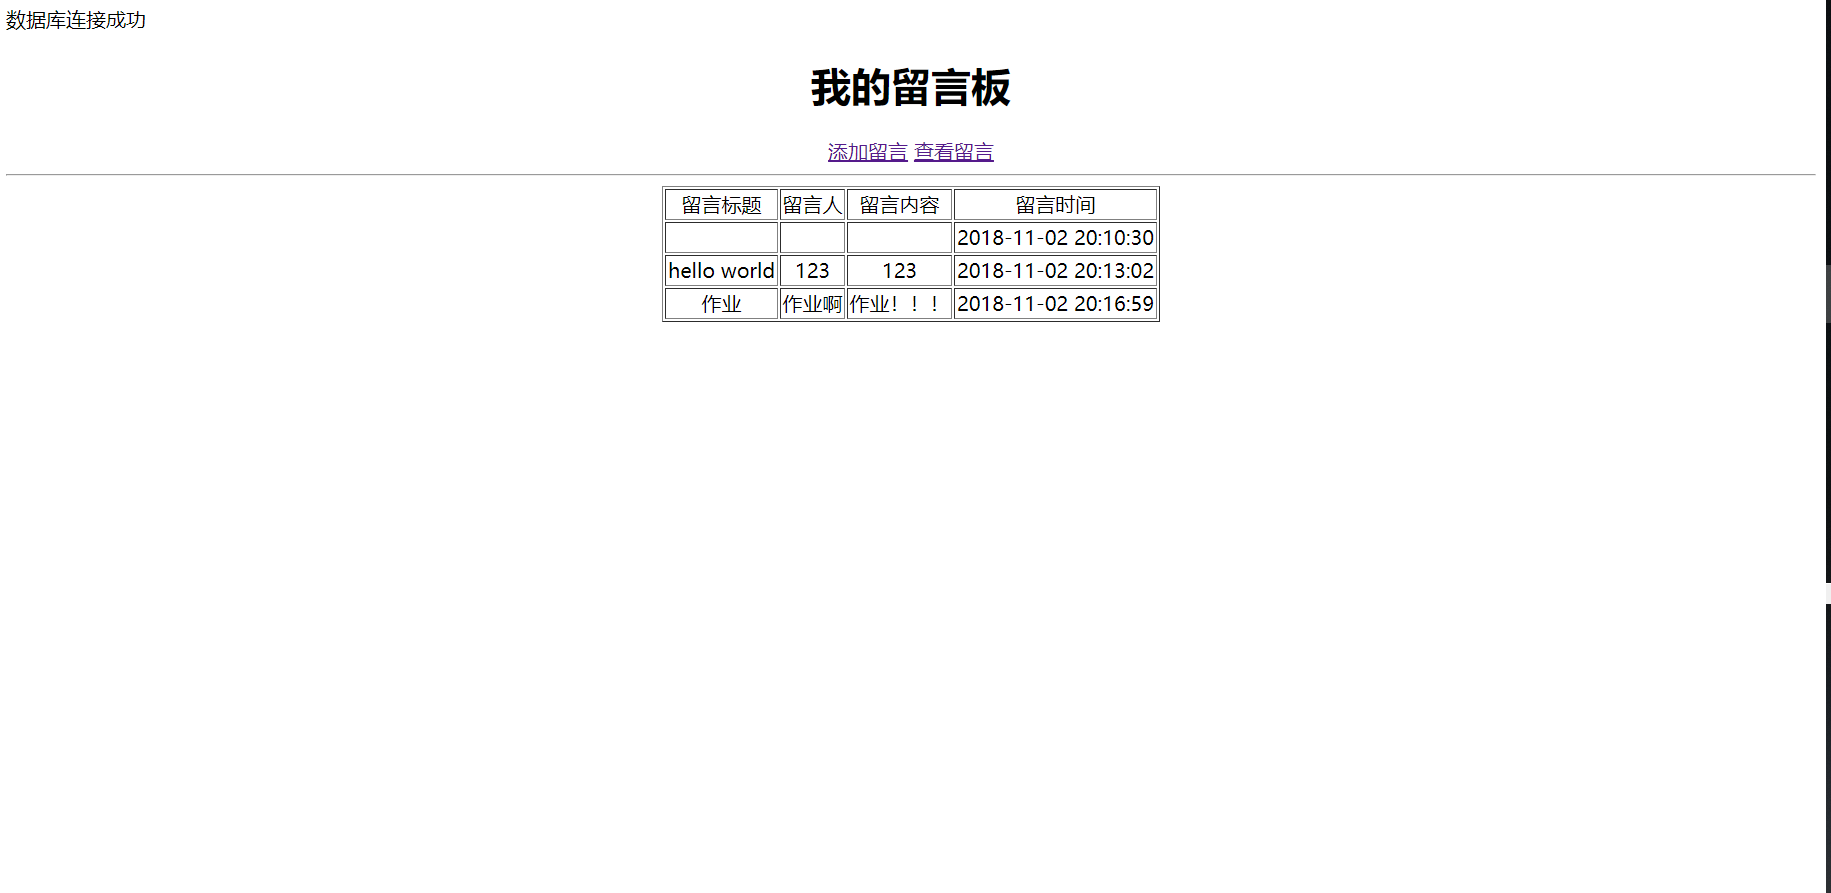 数据库连接成功
我的留言板
添加留言 查看留言
留言标题 留言人 留言内容 留言时间
2018-11-02 20:10:30
hello world 123 123 2018-11-02 20:13:02
作业 作业啊 作业！！！ 2018-11-02 20:16:59